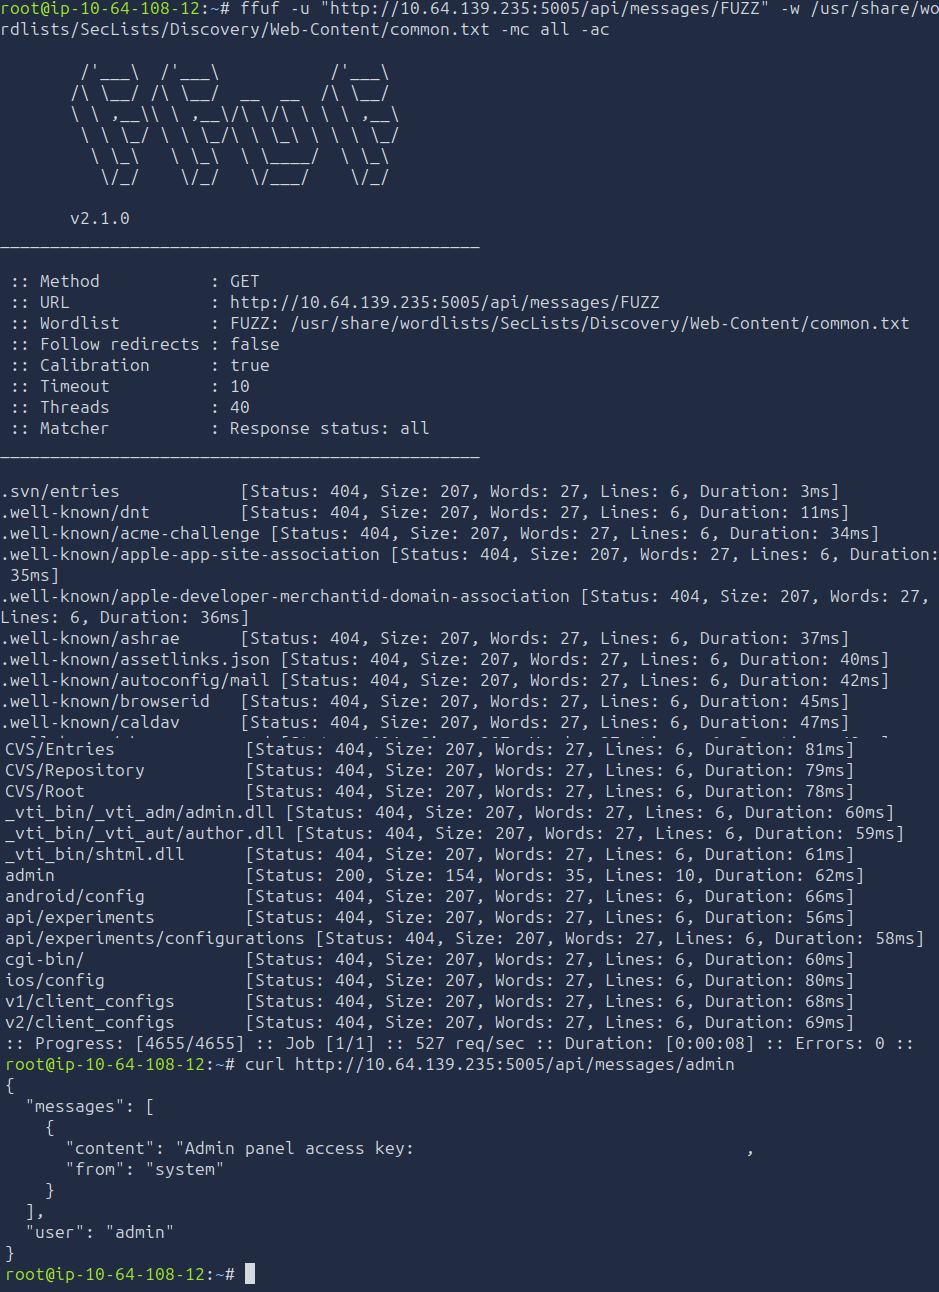 root@ip-10-64-108-12:~# ffuf -u "http://10.64.139.235:5005/api/messages/FUZZ" -w /usr/share/wo
rdlists/SecLists/Discovery/Web-Content/common.txt -mc all -ac
        /'___\  /'___\           /'___\
       /\ \__/ /\ \__/  __  __  /\ \__/
       \ \ ,__\\ \ ,__\/\ \/\ \ \ \ ,__\
        \ \ \_/ \ \ \_/\ \ \_\ \ \ \ \_/
         \ \_\   \ \_\  \ \____/  \ \_\
          \/_/    \/_/   \/___/    \/_/
       v2.1.0
________________________________________________
 :: Method           : GET
 :: URL              : http://10.64.139.235:5005/api/messages/FUZZ
 :: Wordlist         : FUZZ: /usr/share/wordlists/SecLists/Discovery/Web-Content/common.txt
 :: Follow redirects : false
 :: Calibration      : true
 :: Timeout          : 10
 :: Threads          : 40
 :: Matcher          : Response status: all
________________________________________________
.svn/entries            [Status: 404, Size: 207, Words: 27, Lines: 6, Duration: 3ms]
.well-known/dnt         [Status: 404, Size: 207, Words: 27, Lines: 6, Duration: 11ms]
.well-known/acme-challenge [Status: 404, Size: 207, Words: 27, Lines: 6, Duration: 34ms]
.well-known/apple-app-site-association [Status: 404, Size: 207, Words: 27, Lines: 6, Duration:
 35ms]
.well-known/apple-developer-merchantid-domain-association [Status: 404, Size: 207, Words: 27,
Lines: 6, Duration: 36ms]
.well-known/ashrae      [Status: 404, Size: 207, Words: 27, Lines: 6, Duration: 37ms]
.well-known/assetlinks.json [Status: 404, Size: 207, Words: 27, Lines: 6, Duration: 40ms]
.well-known/autoconfig/mail [Status: 404, Size: 207, Words: 27, Lines: 6, Duration: 42ms]
.well-known/browserid   [Status: 404, Size: 207, Words: 27, Lines: 6, Duration: 45ms]
.well-known/caldav      [Status: 404, Size: 207, Words: 27, Lines: 6, Duration: 47ms]
CVS/Entries             [Status: 404, Size: 207, Words: 27, Lines: 6, Duration: 81ms]
CVS/Repository          [Status: 404, Size: 207, Words: 27, Lines: 6, Duration: 79ms]
CVS/Root                [Status: 404, Size: 207, Words: 27, Lines: 6, Duration: 78ms]
_vti_bin/_vti_adm/admin.dll [Status: 404, Size: 207, Words: 27, Lines: 6, Duration: 60ms]
_vti_bin/_vti_aut/author.dll [Status: 404, Size: 207, Words: 27, Lines: 6, Duration: 59ms]
_vti_bin/shtml.dll      [Status: 404, Size: 207, Words: 27, Lines: 6, Duration: 61ms]
admin                   [Status: 200, Size: 154, Words: 35, Lines: 10, Duration: 62ms]
android/config          [Status: 404, Size: 207, Words: 27, Lines: 6, Duration: 66ms]
api/experiments         [Status: 404, Size: 207, Words: 27, Lines: 6, Duration: 56ms]
api/experiments/configurations [Status: 404, Size: 207, Words: 27, Lines: 6, Duration: 58ms]
cgi-bin/                [Status: 404, Size: 207, Words: 27, Lines: 6, Duration: 60ms]
ios/config              [Status: 404, Size: 207, Words: 27, Lines: 6, Duration: 80ms]
v1/client_configs       [Status: 404, Size: 207, Words: 27, Lines: 6, Duration: 68ms]
v2/client_configs       [Status: 404, Size: 207, Words: 27, Lines: 6, Duration: 69ms]
:: Progress: [4655/4655] :: Job [1/1] :: 527 req/sec :: Duration: [0:00:08] :: Errors: 0 ::
root@ip-10-64-108-12:~# curl http://10.64.139.235:5005/api/messages/admin
{
  "messages": [
    {
      "content": "Admin panel access key:                                 ,
      "from": "system"
    }
  ],
  "user": "admin"
}
root@ip-10-64-108-12:~#